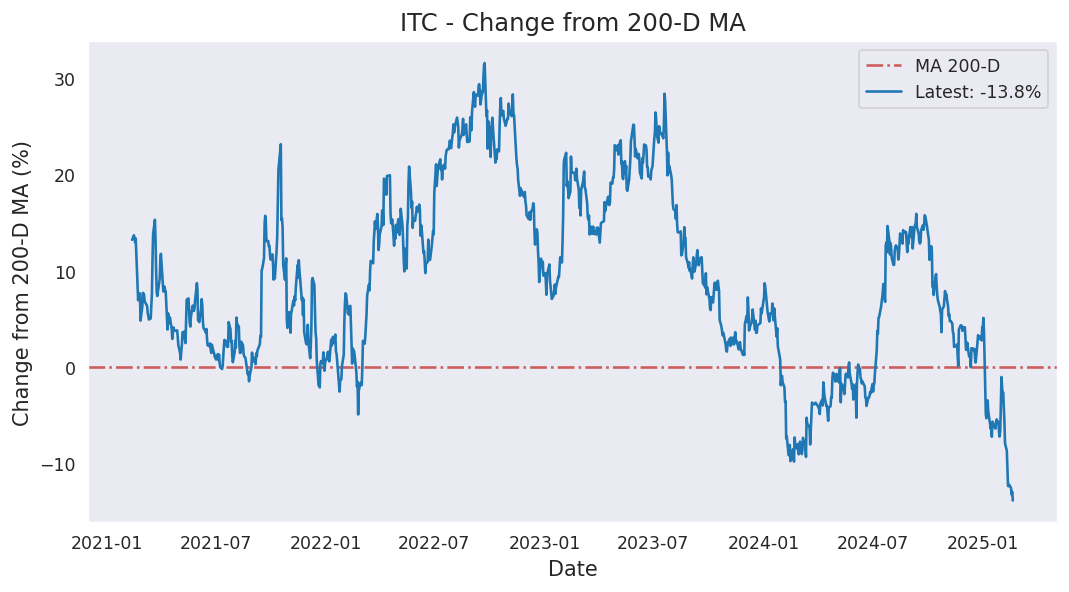 ITC - Change from 200-D MA
MA 200-D
Latest: -13.8%
Change from 200-D MA (%)
30
20
10
0
−10
2021-01 2021-07 2022-01 2022-07 2023-01 2023-07 2024-01 2024-07 2025-01
Date